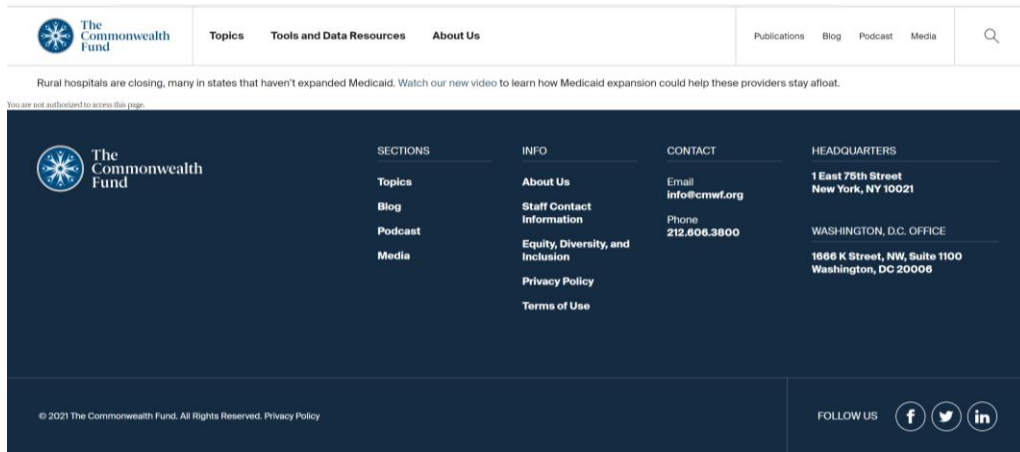 The
Commonwealth
Fund
Topics
Tools and Data Resources
About Us
Publications
Blog
Podcast
Media
Rural hospitals are closing, many in states that haven't expanded Medicaid. Watch our new video to learn how Medicaid expansion could help these providers stay afloat.
You are not authorized to access this page.
The
Commonwealth
Fund
SECTIONS
Topics
Blog
Podcast
Media
INFO
About Us
Staff Contact
Information
Equity, Diversity, and
Inclusion
Privacy Policy
Terms of Use
CONTACT
Email
info@cmwf.org
Phone
212.606.3800
HEADQUARTERS
1 East 75th Street
New York, NY 10021
WASHINGTON, D.C. OFFICE
1666 K Street, NW, Suite 1100
Washington, DC 20006
© 2021 The Commonwealth Fund. All Rights Reserved. Privacy Policy
FOLLOW US